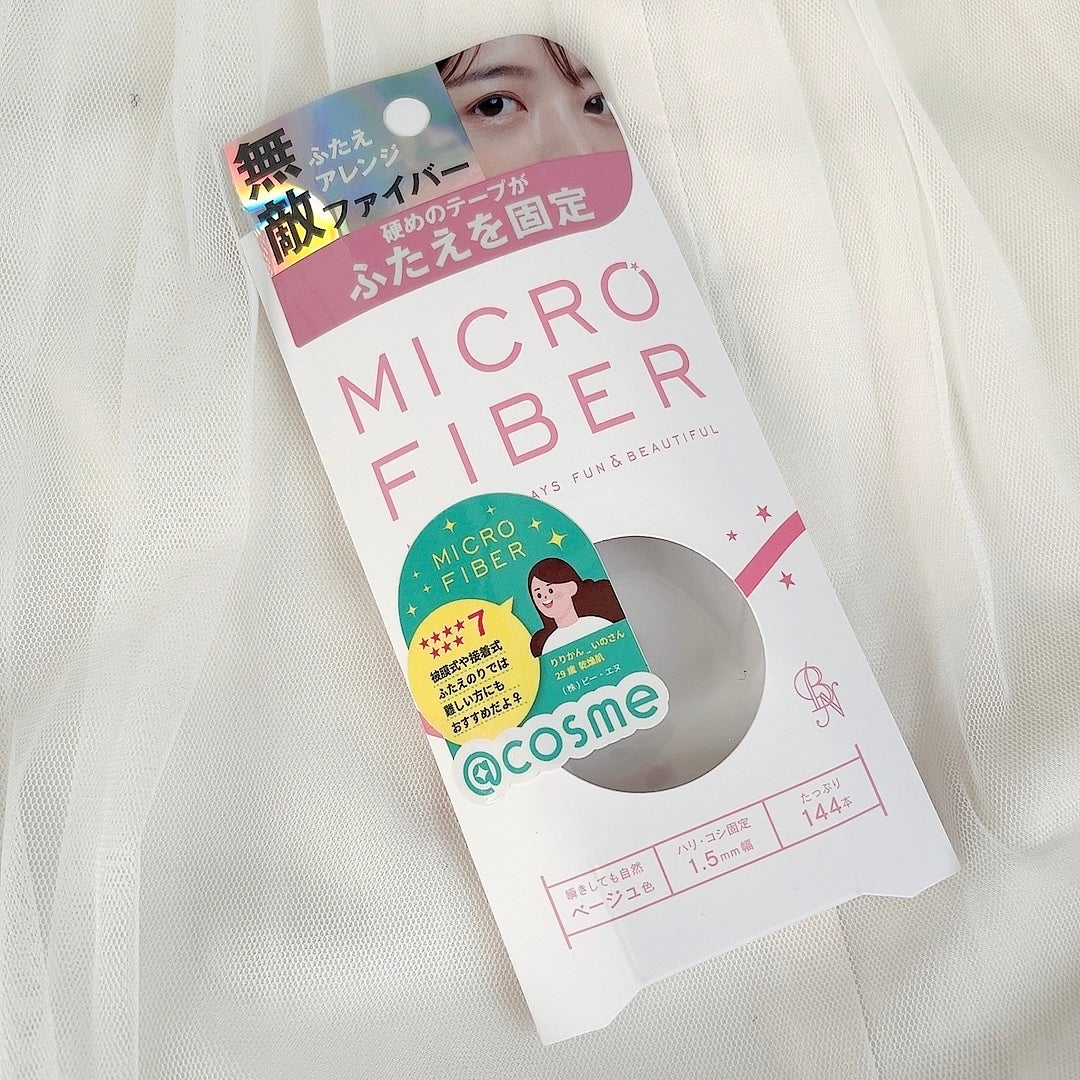 無敵
ふたえ
アレンジ
ファイバー
硬めのテープが
ふたえを固定
MICRO
FIBER
AYS FUN & BEAUTIFUL
MICRO
FIBER
★★★★★★★7
被膜式や接着式
ふたえのりでは
難しい方にも
おすすめだよ♀
りりかん_いのさん
29歳 乾燥肌
(株)ビー・エヌ
@cosme
BN
瞬きしても自然
ベージュ色
ハリ・コシ固定
1.5mm幅
たっぷり
144本